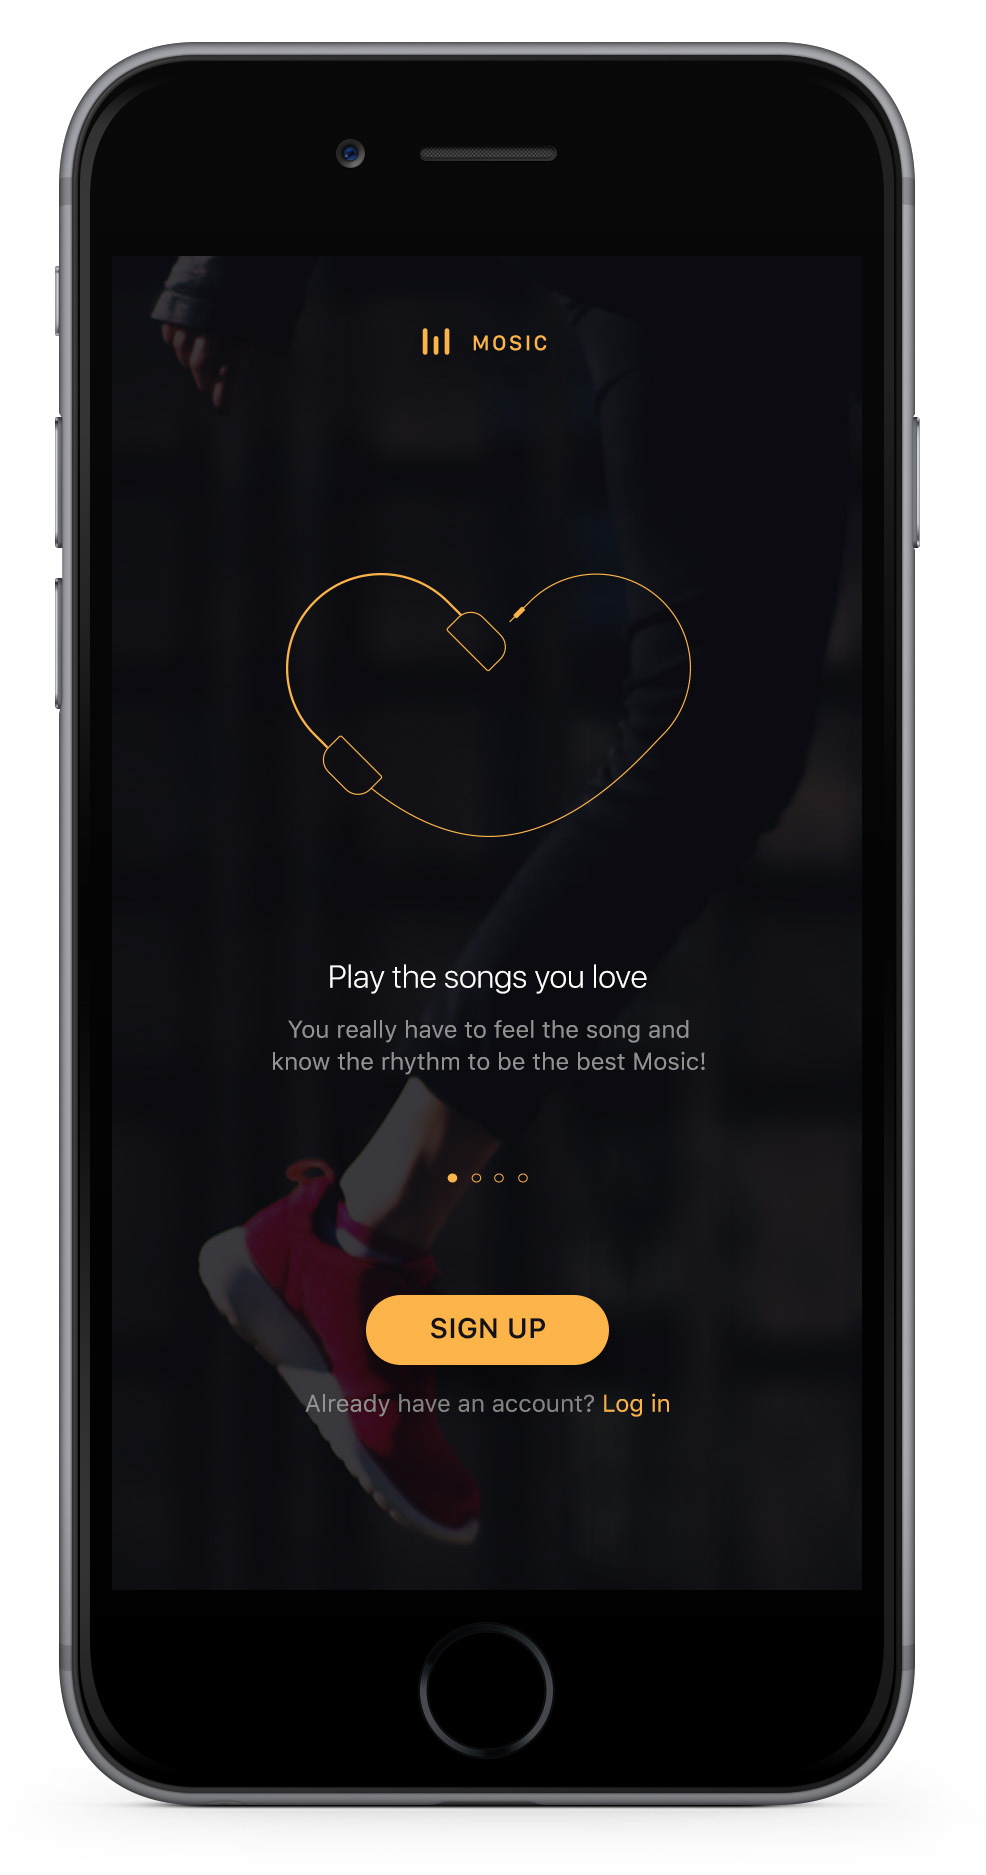 MOSIC
Play the songs you love
You really have to feel the song and
know the rhythm to be the best Mosic!
SIGN UP
Already have an account? Log in